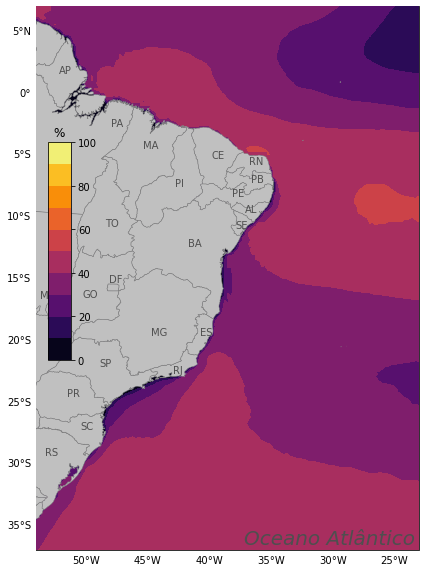 5°N
AP
0°
PA
%
100
MA
CE
5°S
RN
PB
80
PI
PE
AL
10°S
60
TO
SE
BA
40
DF
15°S
M
GO
20
MG
ES
20°S
0
SP
RJ
PR
25°S
SC
RS
30°S
35°S
Oceano Atlântico
50°W
45°W
40°W
35°W
30°W
25°W